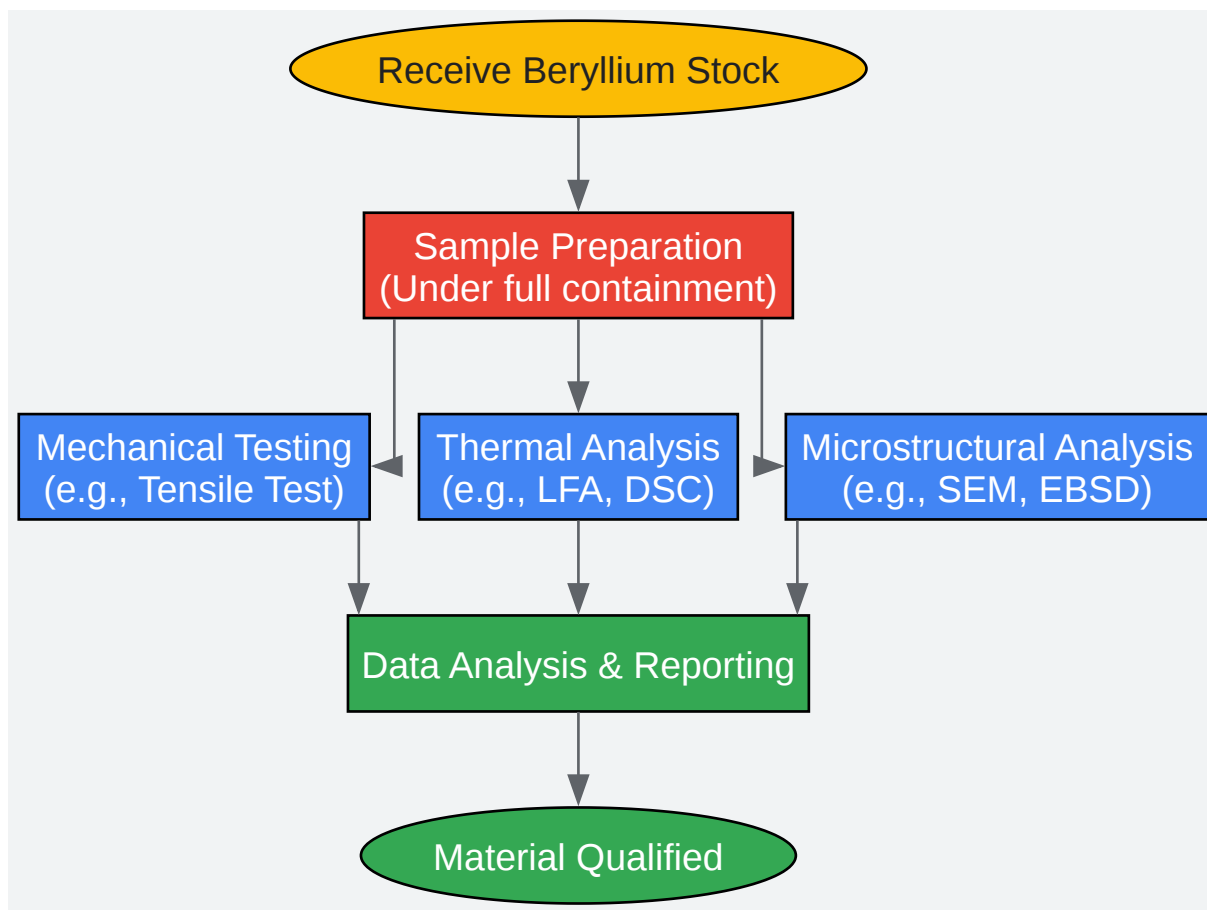 Receive Beryllium Stock
Sample Preparation
(Under full containment)
Mechanical Testing
(e.g., Tensile Test)
Thermal Analysis
(e.g., LFA, DSC)
Microstructural Analysis
(e.g., SEM, EBSD)
Data Analysis & Reporting
Material Qualified